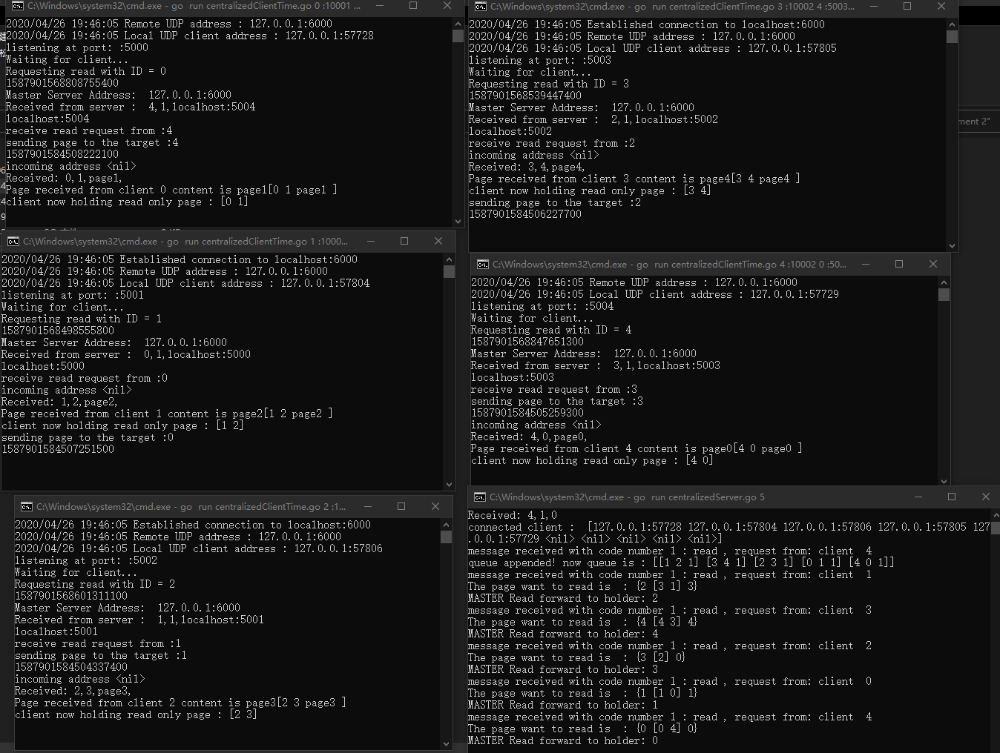 C:\Windows\system32\cmd.exe - go  run centralizedClientTime.go 0 :10001 ...
2020/04/26 19:46:05 Remote UDP address : 127.0.0.1:6000
2020/04/26 19:46:05 Local UDP client address : 127.0.0.1:57728
listening at port: :5000
Waiting for client...
Requesting read with ID = 0
1587901568808755400
Master Server Address:  127.0.0.1:6000
Received from server :  4,1,localhost:5004
localhost:5004
receive read request from :4
sending page to the target :4
1587901584508222100
incoming address <nil>
Received: 0,1,page1,
Page received from client 0 content is page1[0 1 page1 ]
client now holding read only page : [0 1]
C:\Windows\system32\cmd.exe - go  run centralizedClientTime.go 3 :10002 4 :5003...
2020/04/26 19:46:05 Established connection to localhost:6000
2020/04/26 19:46:05 Remote UDP address : 127.0.0.1:6000
2020/04/26 19:46:05 Local UDP client address : 127.0.0.1:57805
listening at port: :5003
Waiting for client...
Requesting read with ID = 3
1587901568539447400
Master Server Address:  127.0.0.1:6000
Received from server :  2,1,localhost:5002
localhost:5002
receive read request from :2
incoming address <nil>
Received: 3,4,page4,
Page received from client 3 content is page4[3 4 page4 ]
client now holding read only page : [3 4]
sending page to the target :2
1587901584506227700
ment 2"
C:\Windows\system32\cmd.exe - go  run centralizedClientTime.go 1 :1000...
2020/04/26 19:46:05 Established connection to localhost:6000
2020/04/26 19:46:05 Remote UDP address : 127.0.0.1:6000
2020/04/26 19:46:05 Local UDP client address : 127.0.0.1:57804
listening at port: :5001
Waiting for client...
Requesting read with ID = 1
1587901568498555800
Master Server Address:  127.0.0.1:6000
Received from server :  0,1,localhost:5000
localhost:5000
receive read request from :0
incoming address <nil>
Received: 1,2,page2,
Page received from client 1 content is page2[1 2 page2 ]
client now holding read only page : [1 2]
sending page to the target :0
1587901584507251500
C:\Windows\system32\cmd.exe - go  run centralizedClientTime.go 4 :10002 0 :50...
2020/04/26 19:46:05 Remote UDP address : 127.0.0.1:6000
2020/04/26 19:46:05 Local UDP client address : 127.0.0.1:57729
listening at port: :5004
Waiting for client...
Requesting read with ID = 4
1587901568847651300
Master Server Address:  127.0.0.1:6000
Received from server :  3,1,localhost:5003
localhost:5003
receive read request from :3
sending page to the target :3
1587901584505259300
incoming address <nil>
Received: 4,0,page0,
Page received from client 4 content is page0[4 0 page0 ]
client now holding read only page : [4 0]
C:\Windows\system32\cmd.exe - go  run centralizedClientTime.go 2 :1...
2020/04/26 19:46:05 Established connection to localhost:6000
2020/04/26 19:46:05 Remote UDP address : 127.0.0.1:6000
2020/04/26 19:46:05 Local UDP client address : 127.0.0.1:57806
listening at port: :5002
Waiting for client...
Requesting read with ID = 2
1587901568601311100
Master Server Address:  127.0.0.1:6000
Received from server :  1,1,localhost:5001
localhost:5001
receive read request from :1
sending page to the target :1
1587901584504337400
incoming address <nil>
Received: 2,3,page3,
Page received from client 2 content is page3[2 3 page3 ]
client now holding read only page : [2 3]
C:\Windows\system32\cmd.exe - go  run centralizedServer.go 5
Received: 4,1,0
connected client :  [127.0.0.1:57728 127.0.0.1:57804 127.0.0.1:57806 127.0.0.1:57805 127
.0.0.1:57729 <nil> <nil> <nil> <nil> <nil>]
message received with code number 1 : read , request from: client  4
queue appended! now queue is : [[1 2 1] [3 4 1] [2 3 1] [0 1 1] [4 0 1]]
message received with code number 1 : read , request from: client  1
The page want to read is  : {2 [3 1] 3}
MASTER Read forward to holder: 2
message received with code number 1 : read , request from: client  3
The page want to read is  : {4 [4 3] 4}
MASTER Read forward to holder: 4
message received with code number 1 : read , request from: client  2
The page want to read is  : {3 [2] 0}
MASTER Read forward to holder: 3
message received with code number 1 : read , request from: client  0
The page want to read is  : {1 [1 0] 1}
MASTER Read forward to holder: 1
message received with code number 1 : read , request from: client  4
The page want to read is  : {0 [0 4] 0}
MASTER Read forward to holder: 0